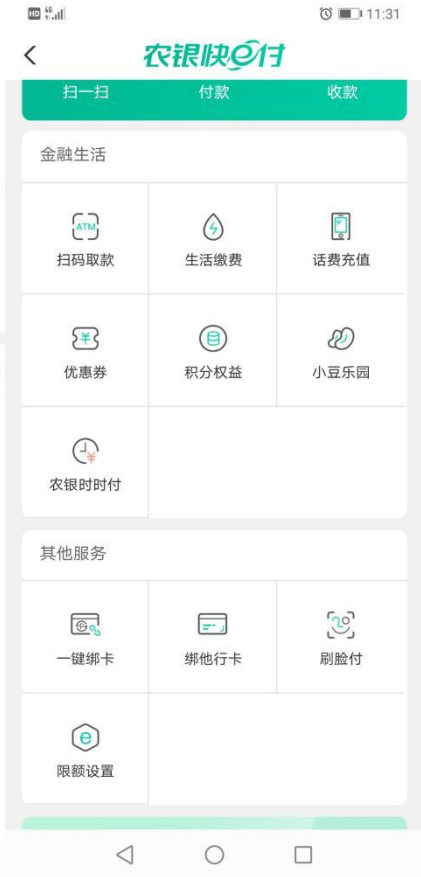 HD 4G 11:31
农银快e付
扫一扫 付款 收款
金融生活
ATM
扫码取款 生活缴费 话费充值
¥
优惠券 积分权益 小豆乐园
¥
农银时时付
其他服务
一键绑卡 绑他行卡 刷脸付
e
限额设置